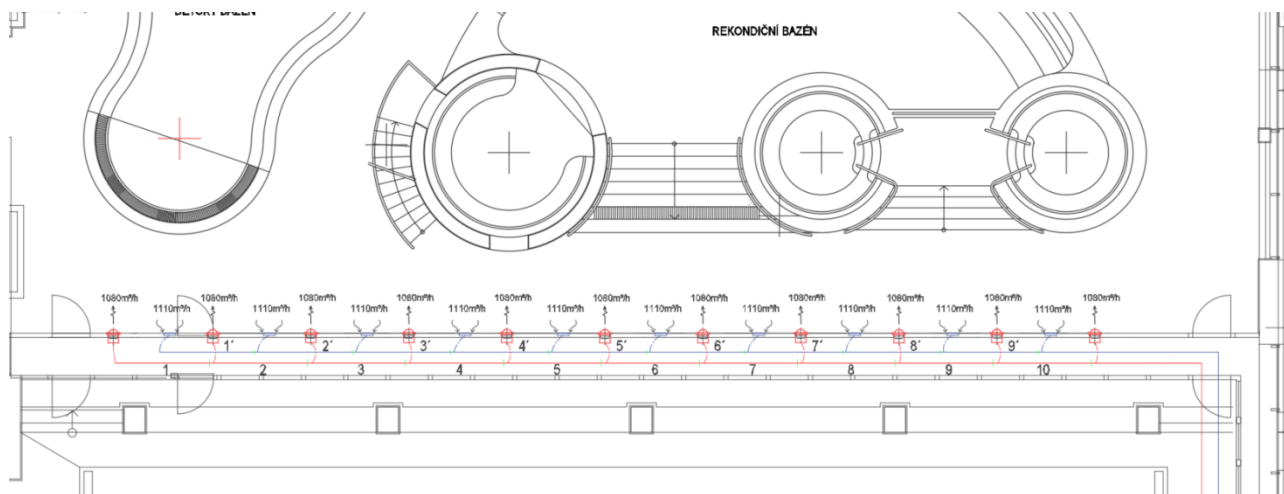 DĚTSKÝ BAZÉN
REKONDIČNÍ BAZÉN
1080m³/h 1080m³/h 1080m³/h 1080m³/h 1080m³/h 1080m³/h 1080m³/h 1080m³/h 1080m³/h 1080m³/h 1080m³/h
1110m³/h 1110m³/h 1110m³/h 1110m³/h 1110m³/h 1110m³/h 1110m³/h 1110m³/h 1110m³/h 1110m³/h
1´ 2´ 3´ 4´ 5´ 6´ 7´ 8´ 9´
1 2 3 4 5 6 7 8 9 10